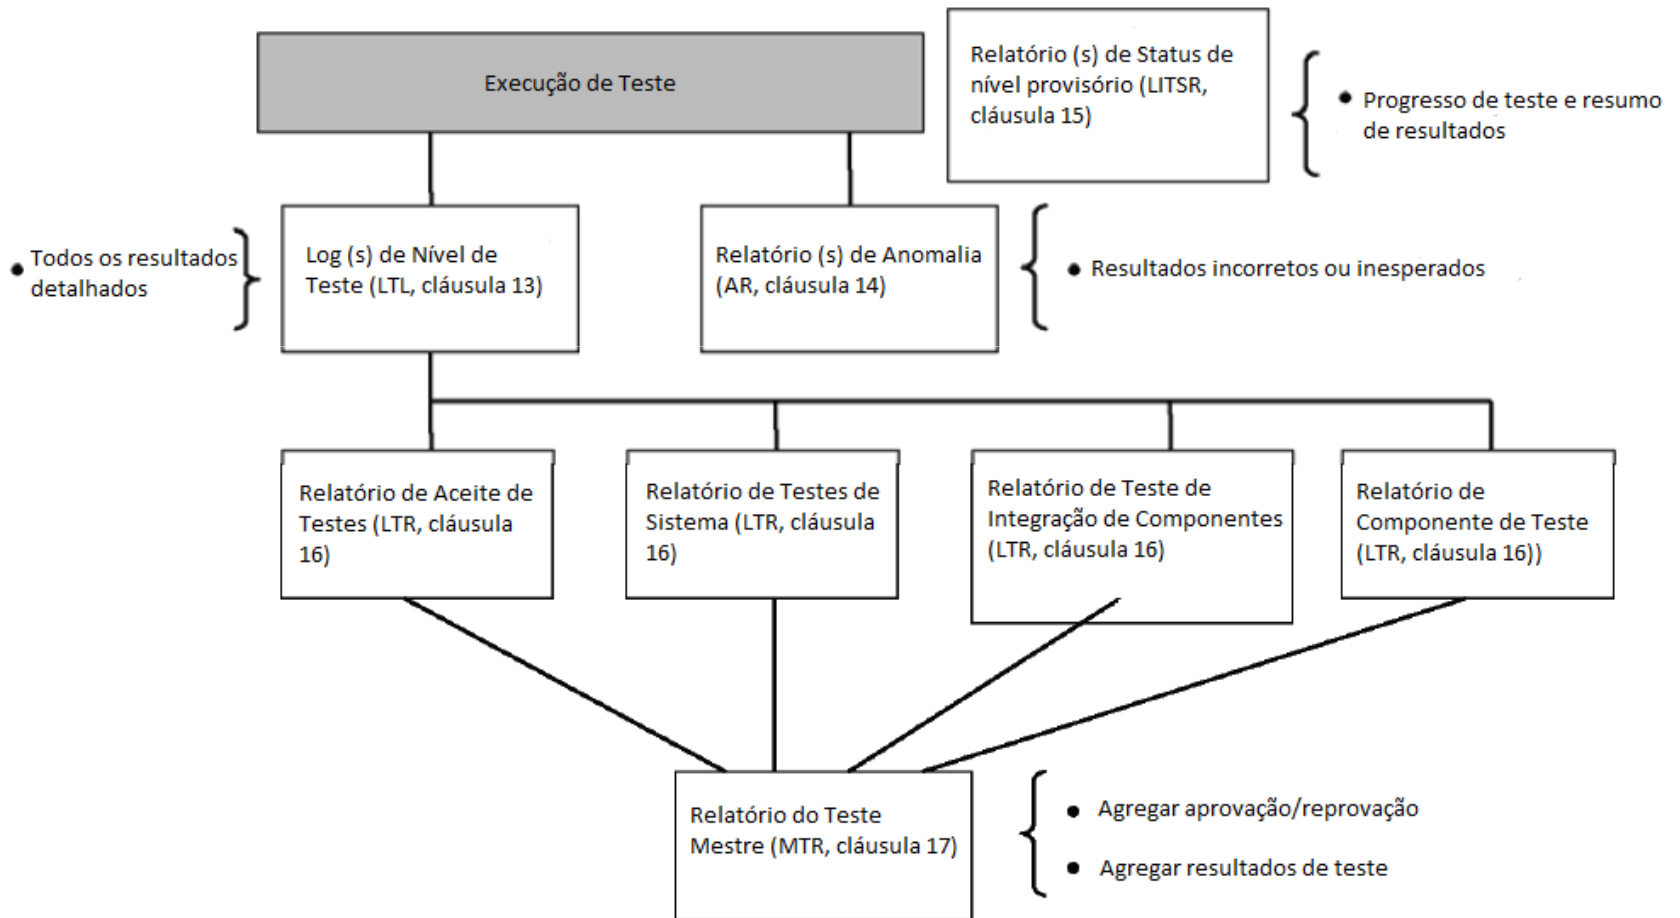 Execução de Teste
Relatório (s) de Status de
nível provisório (LITSR,
cláusula 15)
● Progresso de teste e resumo
de resultados
● Todos os resultados
detalhados
Log (s) de Nível de
Teste (LTL, cláusula 13)
Relatório (s) de Anomalia
(AR, cláusula 14)
● Resultados incorretos ou inesperados
Relatório de Aceite de
Testes (LTR, cláusula
16)
Relatório de Testes de
Sistema (LTR, cláusula
16)
Relatório de Teste de
Integração de Componentes
(LTR, cláusula 16)
Relatório de
Componente de Teste
(LTR, cláusula 16))
Relatório do Teste
Mestre (MTR, cláusula 17)
● Agregar aprovação/reprovação
● Agregar resultados de teste